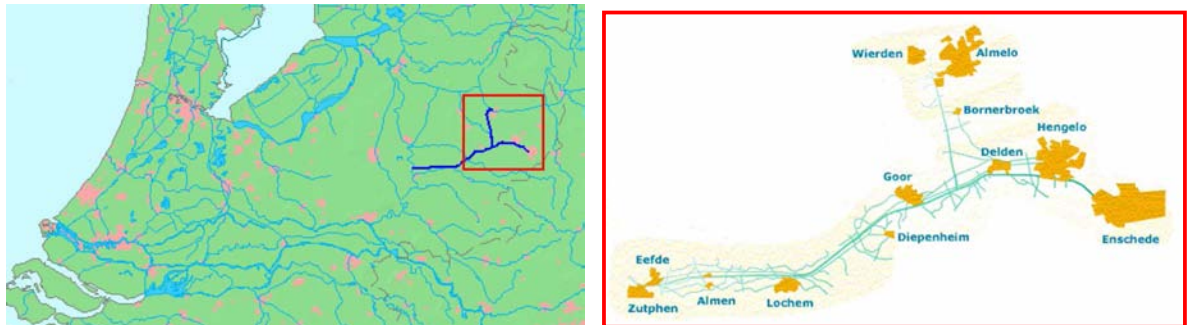 Wierden
Almelo
Bornerbroek
Hengelo
Delden
Goor
Diepenheim
Enschede
Eefde
Zutphen
Almen
Lochem